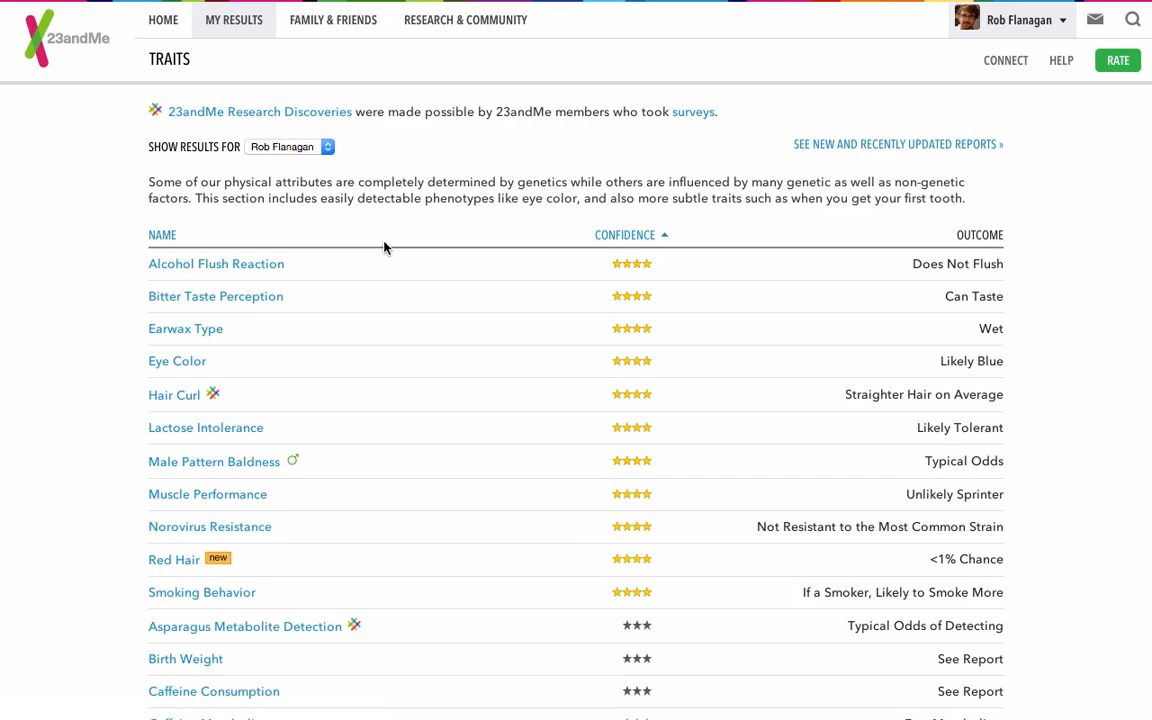 HOME MY RESULTS FAMILY & FRIENDS RESEARCH & COMMUNITY Rob Flanagan
23andMe
TRAITS CONNECT HELP RATE
23andMe Research Discoveries were made possible by 23andMe members who took surveys.
SHOW RESULTS FOR Rob Flanagan SEE NEW AND RECENTLY UPDATED REPORTS »
Some of our physical attributes are completely determined by genetics while others are influenced by many genetic as well as non-genetic
factors. This section includes easily detectable phenotypes like eye color, and also more subtle traits such as when you get your first tooth.
NAME CONFIDENCE OUTCOME
Alcohol Flush Reaction Does Not Flush
Bitter Taste Perception Can Taste
Earwax Type Wet
Eye Color Likely Blue
Hair Curl Straighter Hair on Average
Lactose Intolerance Likely Tolerant
Male Pattern Baldness Typical Odds
Muscle Performance Unlikely Sprinter
Norovirus Resistance Not Resistant to the Most Common Strain
Red Hair new <1% Chance
Smoking Behavior If a Smoker, Likely to Smoke More
Asparagus Metabolite Detection Typical Odds of Detecting
Birth Weight See Report
Caffeine Consumption See Report